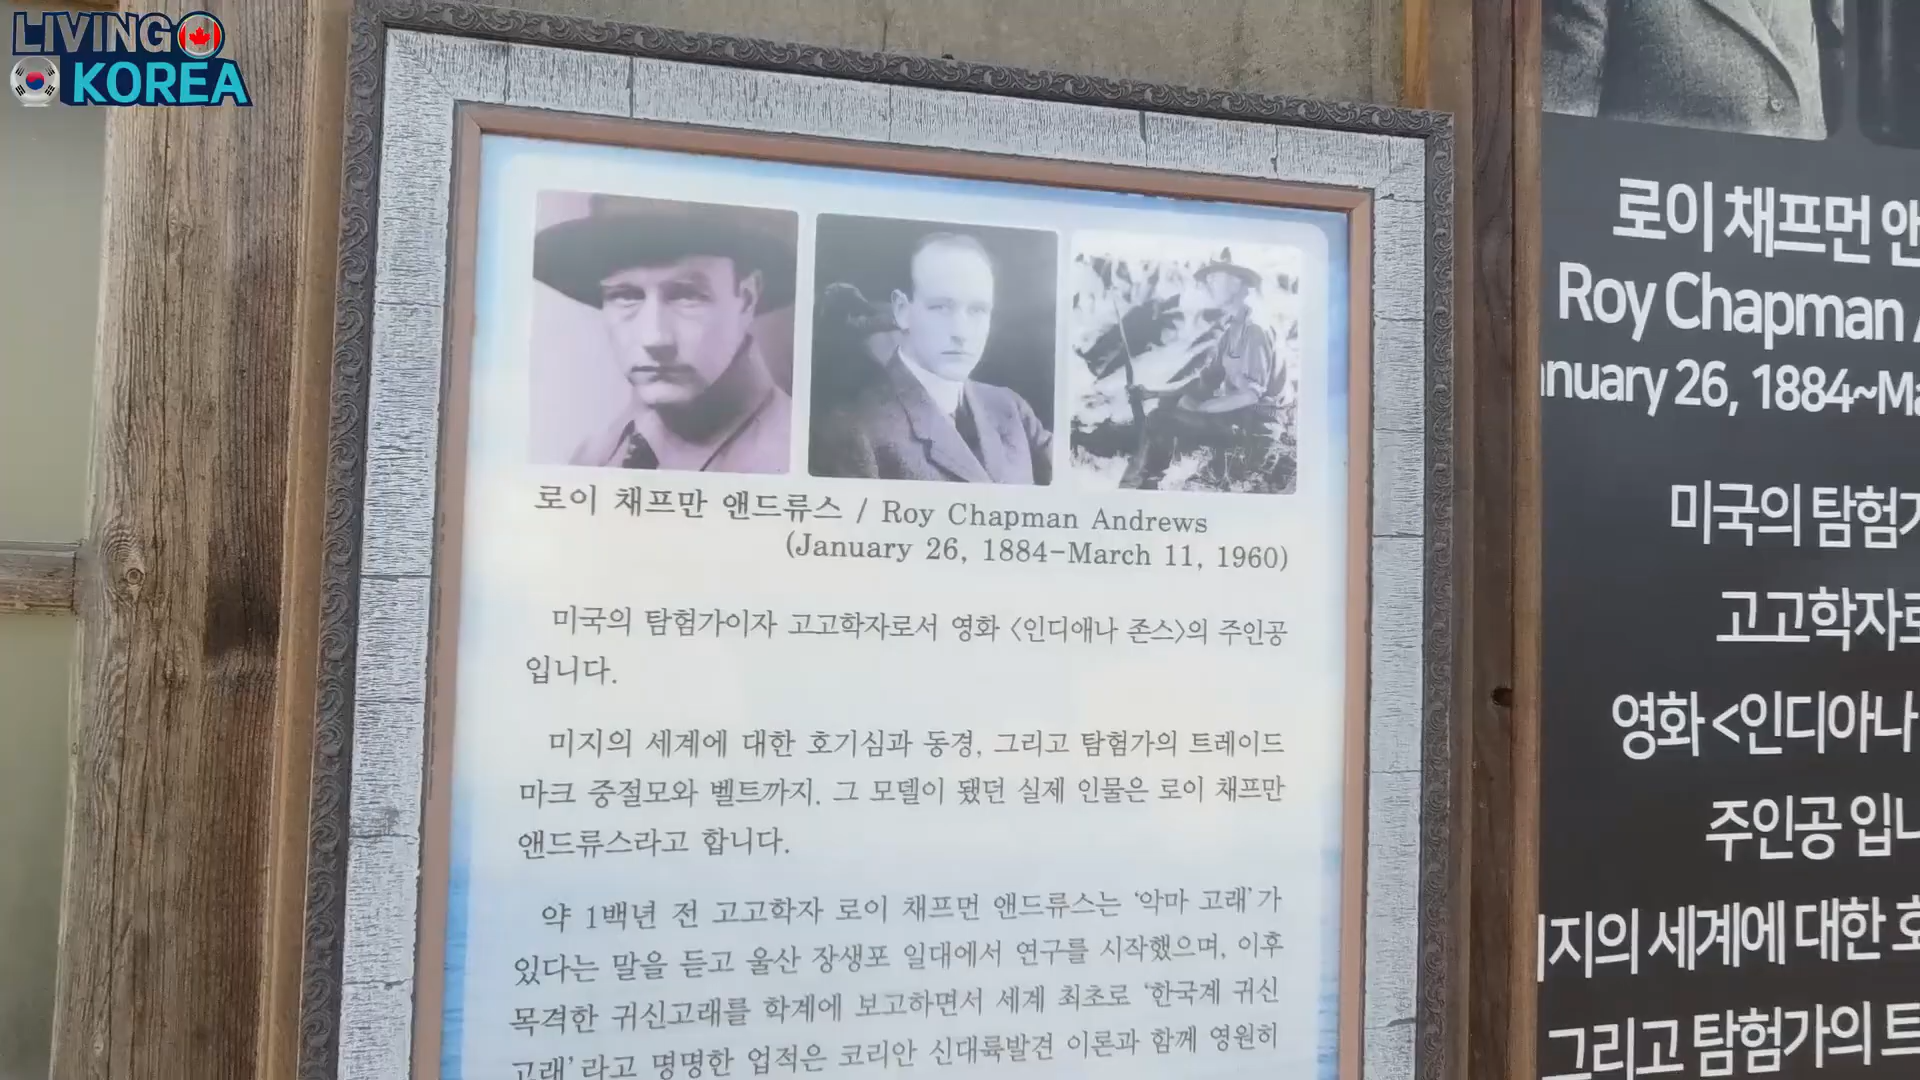 LIVING
KOREA
로이 채프만 앤드류스 / Roy Chapman Andrews
(January 26, 1884-March 11, 1960)
미국의 탐험가이자 고고학자로서 영화 <인디애나 존스>의 주인공
입니다.
미지의 세계에 대한 호기심과 동경, 그리고 탐험가의 트레이드
마크 중절모와 벨트까지. 그 모델이 됐던 실제 인물은 로이 채프만
앤드류스라고 합니다.
약 1백년 전 고고학자 로이 채프먼 앤드류스는 '악마 고래'가
있다는 말을 듣고 울산 장생포 일대에서 연구를 시작했으며, 이후
목격한 귀신고래를 학계에 보고하면서 세계 최초로 '한국계 귀신
고래'라고 명명한 업적은 코리안 신대륙발견 이론과 함께 영원히
로이 채프먼 앤
Roy Chapman
anuary 26, 1884~Ma
미국의 탐험가
고고학자로
영화 <인디아나
주인공 입니
미지의 세계에 대한 호
그리고 탐험가의 트